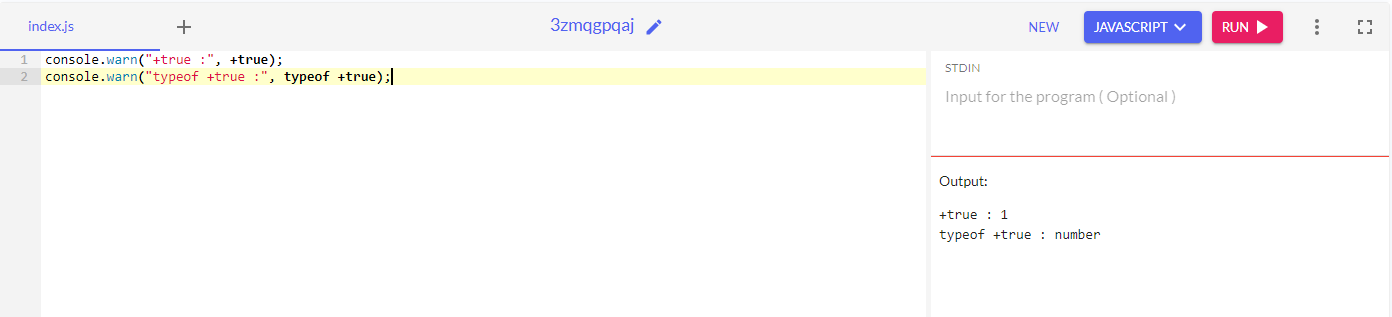 index.js
3zmqgpqaj
NEW
JAVASCRIPT
RUN
1 console.warn("+true :", +true);
2 console.warn("typeof +true :", typeof +true);
STDIN
Input for the program ( Optional )
Output:
+true : 1
typeof +true : number